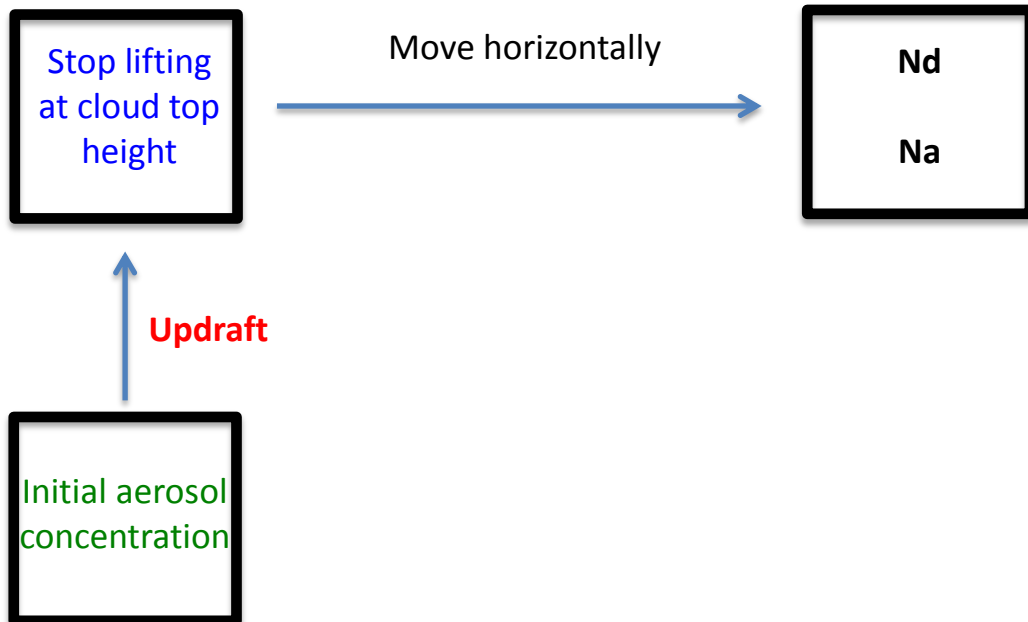 Stop lifting
at cloud top
height
Move horizontally
Nd
Na
Updraft
Initial aerosol
concentration